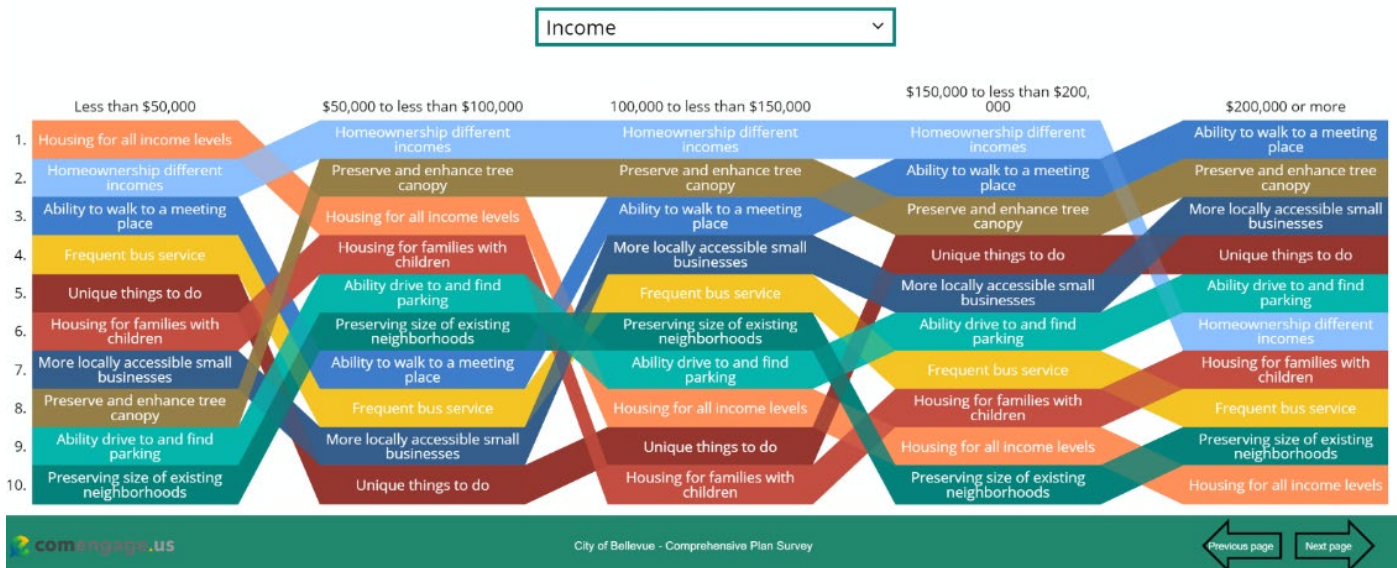 Income
Less than $50,000
$50,000 to less than $100,000
100,000 to less than $150,000
$150,000 to less than $200,
000
$200,000 or more
1.
2.
3.
4.
5.
6.
7.
8.
9.
10.
Housing for all income levels
Homeownership different
incomes
Ability to walk to a meeting
place
Frequent bus service
Unique things to do
Housing for families with
children
More locally accessible small
businesses
Preserve and enhance tree
canopy
Ability drive to and find
parking
Preserving size of existing
neighborhoods
Homeownership different
incomes
Preserve and enhance tree
canopy
Housing for all income levels
Housing for families with
children
Ability drive to and find
parking
Preserving size of existing
neighborhoods
Ability to walk to a meeting
place
Frequent bus service
More locally accessible small
businesses
Unique things to do
Homeownership different
incomes
Preserve and enhance tree
canopy
Ability to walk to a meeting
place
More locally accessible small
businesses
Frequent bus service
Preserving size of existing
neighborhoods
Ability drive to and find
parking
Housing for all income levels
Unique things to do
Housing for families with
children
Homeownership different
incomes
Ability to walk to a meeting
place
Preserve and enhance tree
canopy
Unique things to do
More locally accessible small
businesses
Ability drive to and find
parking
Frequent bus service
Housing for families with
children
Housing for all income levels
Preserving size of existing
neighborhoods
Ability to walk to a meeting
place
Preserve and enhance tree
canopy
More locally accessible small
businesses
Unique things to do
Ability drive to and find
parking
Homeownership different
incomes
Housing for families with
children
Frequent bus service
Preserving size of existing
neighborhoods
Housing for all income levels
comengage.us
City of Bellevue - Comprehensive Plan Survey
Previous page
Next page